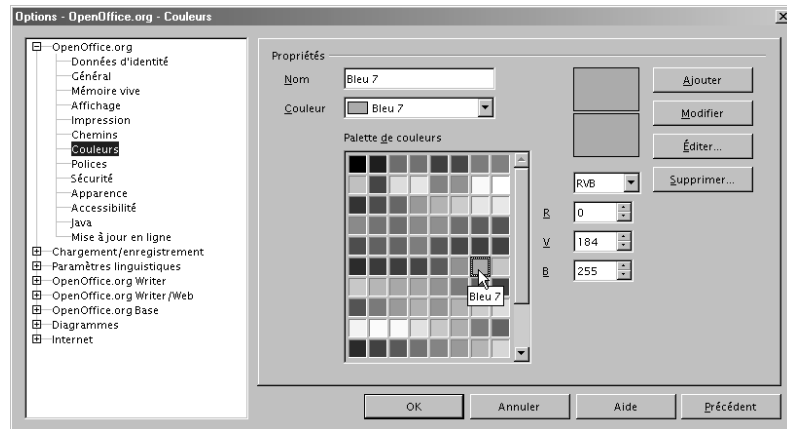 Options - OpenOffice.org - Couleurs
OpenOffice.org
Données d'identité
Général
Mémoire vive
Affichage
Impression
Chemins
Couleurs
Polices
Sécurité
Apparence
Accessibilité
Java
Mise à jour en ligne
Chargement/enregistrement
Paramètres linguistiques
OpenOffice.org Writer
OpenOffice.org Writer/Web
OpenOffice.org Base
Diagrammes
Internet
Propriétés
Nom
Bleu 7
Couleur
Bleu 7
Palette de couleurs
Bleu 7
RVB
R
0
V
184
B
255
Ajouter
Modifier
Éditer...
Supprimer...
OK
Annuler
Aide
Précédent